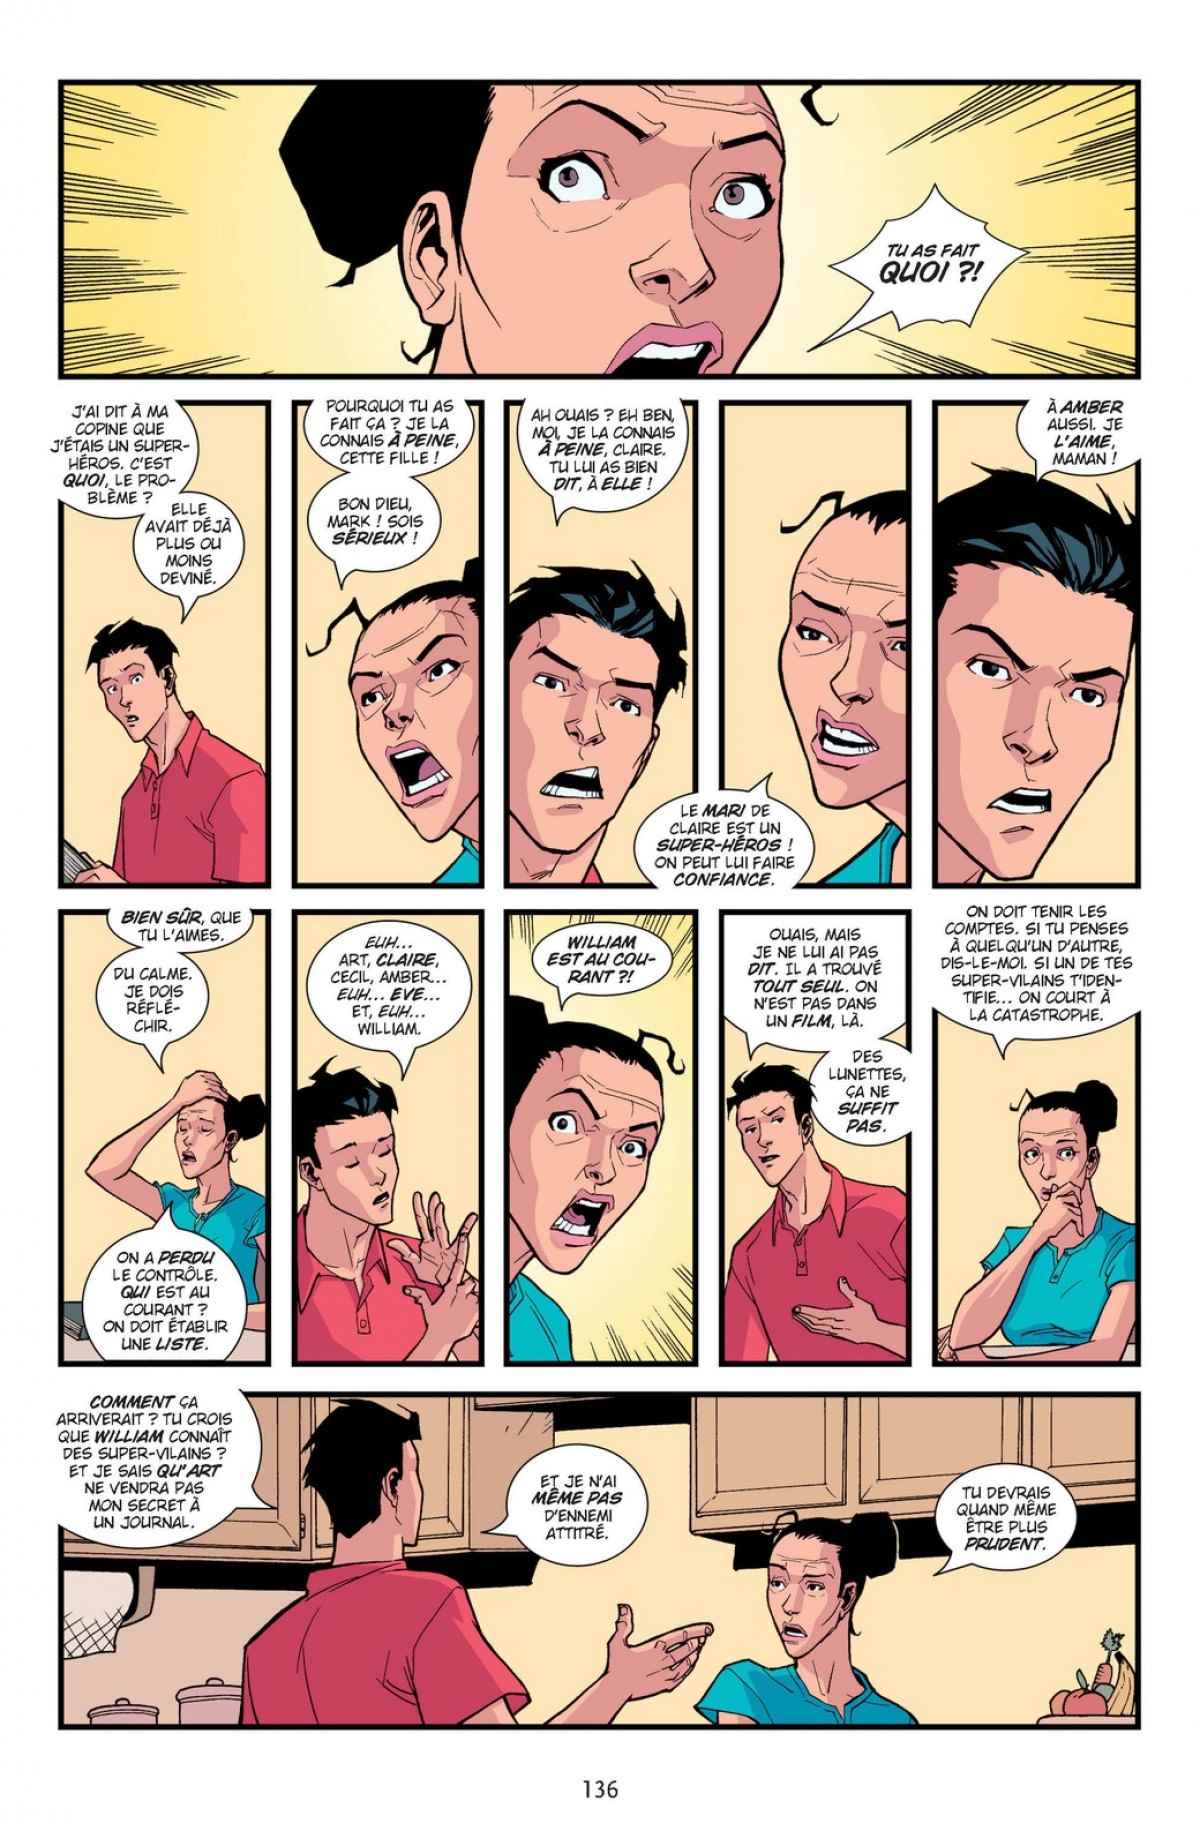 TU AS FAIT
QUOI ?!
J'AI DIT À MA
COPINE QUE
J'ÉTAIS UN SUPER-
HÉROS. C'EST
QUOI, LE PRO-
BLÈME ?
ELLE
AVAIT DÉJÀ
PLUS OU
MOINS
DEVINÉ.
POURQUOI TU AS
FAIT ÇA ? JE LA
CONNAIS À PEINE,
CETTE FILLE !
BON DIEU,
MARK ! SOIS
SÉRIEUX !
AH OUAIS ? EH BEN,
MOI, JE LA CONNAIS
À PEINE, CLAIRE.
TU LUI AS BIEN
DIT, À ELLE !
LE MARI DE
CLAIRE EST UN
SUPER-HÉROS !
ON PEUT LUI FAIRE
CONFIANCE.
À AMBER
AUSSI. JE
L'AIME,
MAMAN !
BIEN SÛR, QUE
TU L'AIMES.
DU CALME.
JE DOIS
RÉFLÉ-
CHIR.
ON A PERDU
LE CONTRÔLE.
QUI EST AU
COURANT ?
ON DOIT ÉTABLIR
UNE LISTE.
EUH...
ART, CLAIRE,
CECIL, AMBER...
EUH... EVE...
ET, EUH...
WILLIAM.
WILLIAM
EST AU COU-
RANT ?!
OUAIS, MAIS
JE NE LUI AI PAS
DIT. IL A TROUVÉ
TOUT SEUL. ON
N'EST PAS DANS
UN FILM, LÀ.
DES
LUNETTES,
ÇA NE
SUFFIT
PAS.
ON DOIT TENIR LES
COMPTES. SI TU PENSES
À QUELQU'UN D'AUTRE,
DIS-LE-MOI. SI UN DE TES
SUPER-VILAINS T'IDEN-
TIFIE... ON COURT À
LA CATASTROPHE.
COMMENT ÇA
ARRIVERAIT ? TU CROIS
QUE WILLIAM CONNAÎT
DES SUPER-VILAINS ?
ET JE SAIS QU'ART
NE VENDRA PAS
MON SECRET À
UN JOURNAL.
ET JE N'AI
MÊME PAS
D'ENNEMI
ATTITRÉ.
TU DEVRAIS
QUAND MÊME
ÊTRE PLUS
PRUDENT.
136